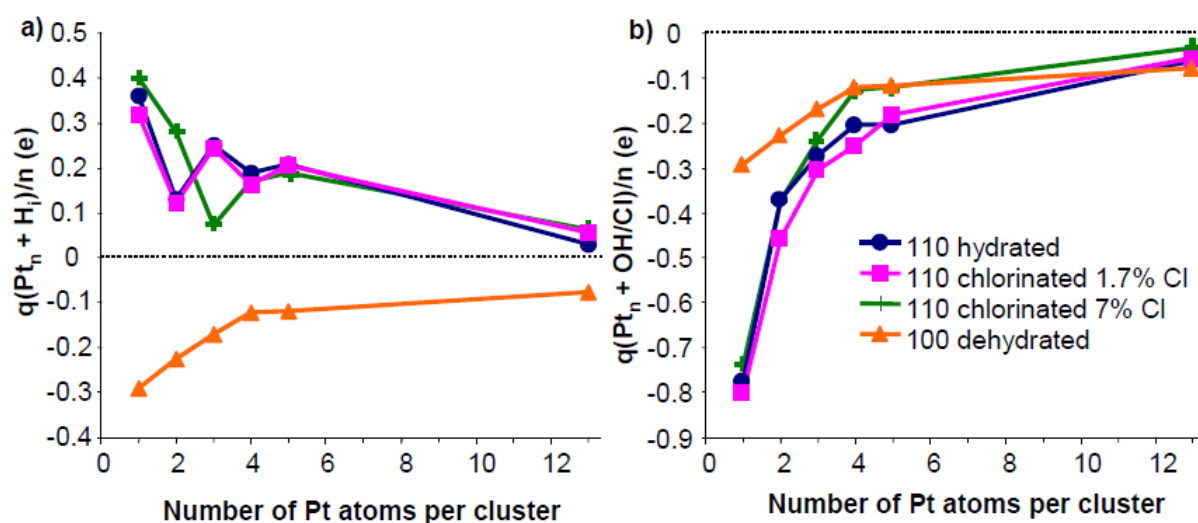 a)
0.5
0.4
0.3
0.2
0.1
0
-0.1
-0.2
-0.3
-0.4
q(Ptn + Hi)/n (e)
0 2 4 6 8 10 12
Number of Pt atoms per cluster
b)
0
-0.1
-0.2
-0.3
-0.4
-0.5
-0.6
-0.7
-0.8
-0.9
q(Ptn + OH/Cl)/n (e)
110 hydrated
110 chlorinated 1.7% Cl
110 chlorinated 7% Cl
100 dehydrated
0 2 4 6 8 10 12
Number of Pt atoms per cluster